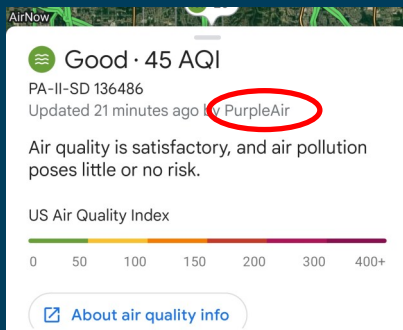 AirNow
Good · 45 AQI
PA-II-SD 136486
Updated 21 minutes ago by PurpleAir
Air quality is satisfactory, and air pollution
poses little or no risk.
US Air Quality Index
0 50 100 150 200 300 400+
About air quality info